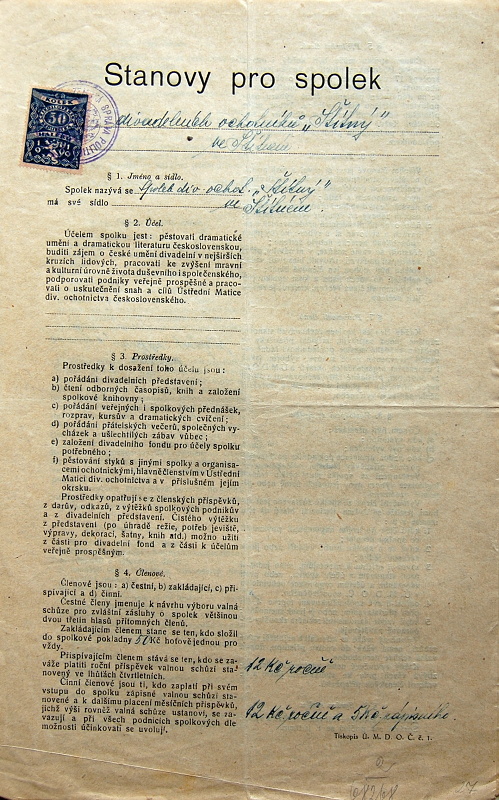 Stanovy pro spolek
divadelních ochotníků „Štítný"
ve Štítném
KOLEK
50
§ 1. Jméno a sídlo.
Spolek nazývá se Spolek div. ochot. „Štítný"
má své sídlo ve Štítném.
§ 2. Účel.
Účelem spolku jest: pěstovati dramatické
umění a dramatickou literaturu československou,
buditi zájem o české umění divadelní v nejširších
kruzích lidových, pracovati ke zvýšení mravní
a kulturní úrovně života duševního i společenského,
podporovati podniky veřejně prospěšné a praco-
vati o uskutečnění snah a cílů Ústřední Matice
div. ochotnictva československého.
§ 3. Prostředky.
Prostředky k dosažení toho účelu jsou:
a) pořádání divadelních představení;
b) čtení odborných časopisů, knih a založení
spolkové knihovny;
c) pořádání veřejných i spolkových přednášek,
rozprav, kursův a dramatických cvičení;
d) pořádání přátelských večerů, společných vy-
cházek a ušlechtilých zábav vůbec;
e) založení divadelního fondu pro účely spolku
potřebného;
f) pěstování styků s jinými spolky a organisa-
cemi ochotnickými, hlavně členstvím v Ústřední
Matici div. ochotnictva a v příslušném jejím
okrsku.
Prostředky opatřují se z členských příspěvků,
z darův, odkazů, z výtěžků spolkových podniků
a z divadelních představení. Čistého výtěžku
z představení (po úhradě režie, potřeb jeviště,
výpravy, dekorací, šatny, knih atd.) možno užíti
z části pro divadelní fond a z části k účelům
veřejně prospěšným.
§ 4. Členové.
Členové jsou: a) čestní, b) zakládající, c) při-
spívající a d) činní.
Čestné členy jmenuje k návrhu výboru valná
schůze pro zvláštní zásluhy o spolek většinou
dvou třetin hlasů přítomných členů.
Zakládajícím členem stane se ten, kdo složil
do spolkové pokladny 50 Kč hotově jednou pro
vždy.
Přispívajícím členem stává se ten, kdo se za-
váže platiti roční příspěvek valnou schůzí sta- 12 Kč ročně
novený ve lhůtách čtvrtletních.
Činní členové jsou ti, kdo zaplatí při svém
vstupu do spolku zápisné valnou schůzí sta-
novené a k dalšímu placení měsíčních příspěvků,
jichž výši rovněž valná schůze ustanoví, se za- 12 Kč ročně a 5 Kč zápisného.
vazují a při všech podnicích spolkových dle
možnosti účinkovati se uvolují.
Tiskopis Ú. M. D. O. Č. č. 1.